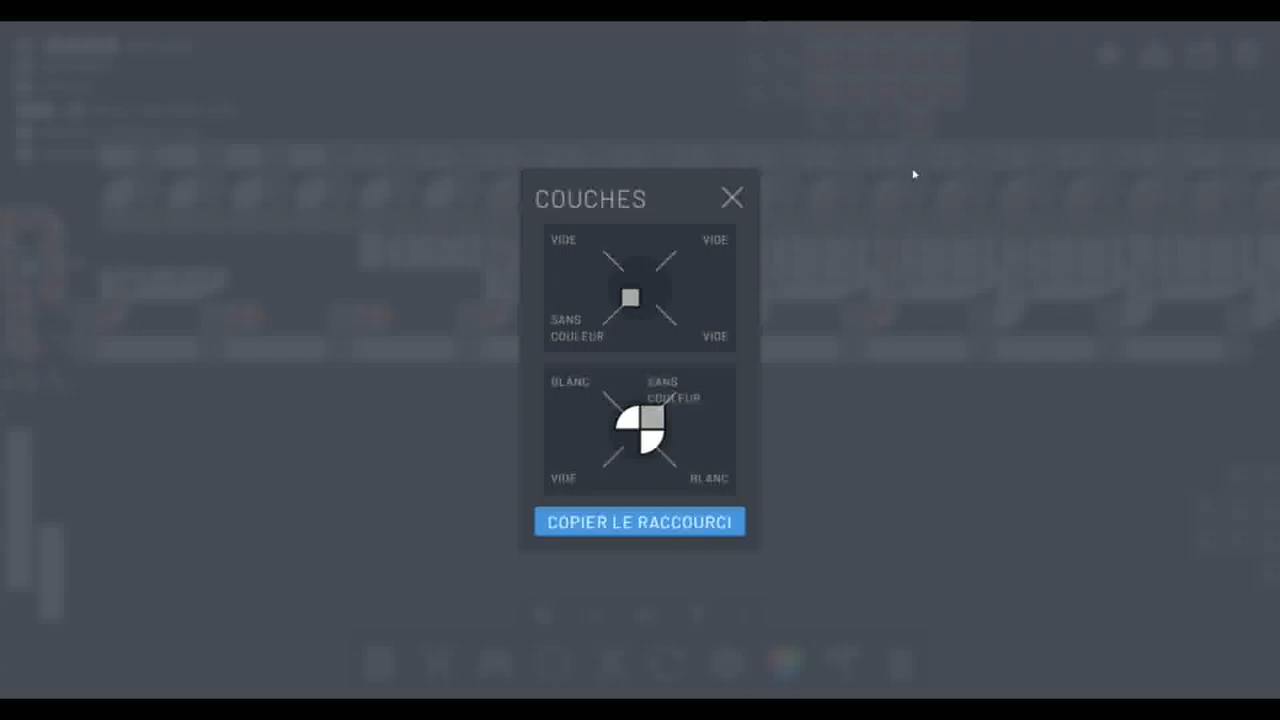 COUCHES
VIDE
VIDE
SANS
COULEUR
VIDE
BLANC
SANS
COULEUR
VIDE
BLANC
COPIER LE RACCOURCI